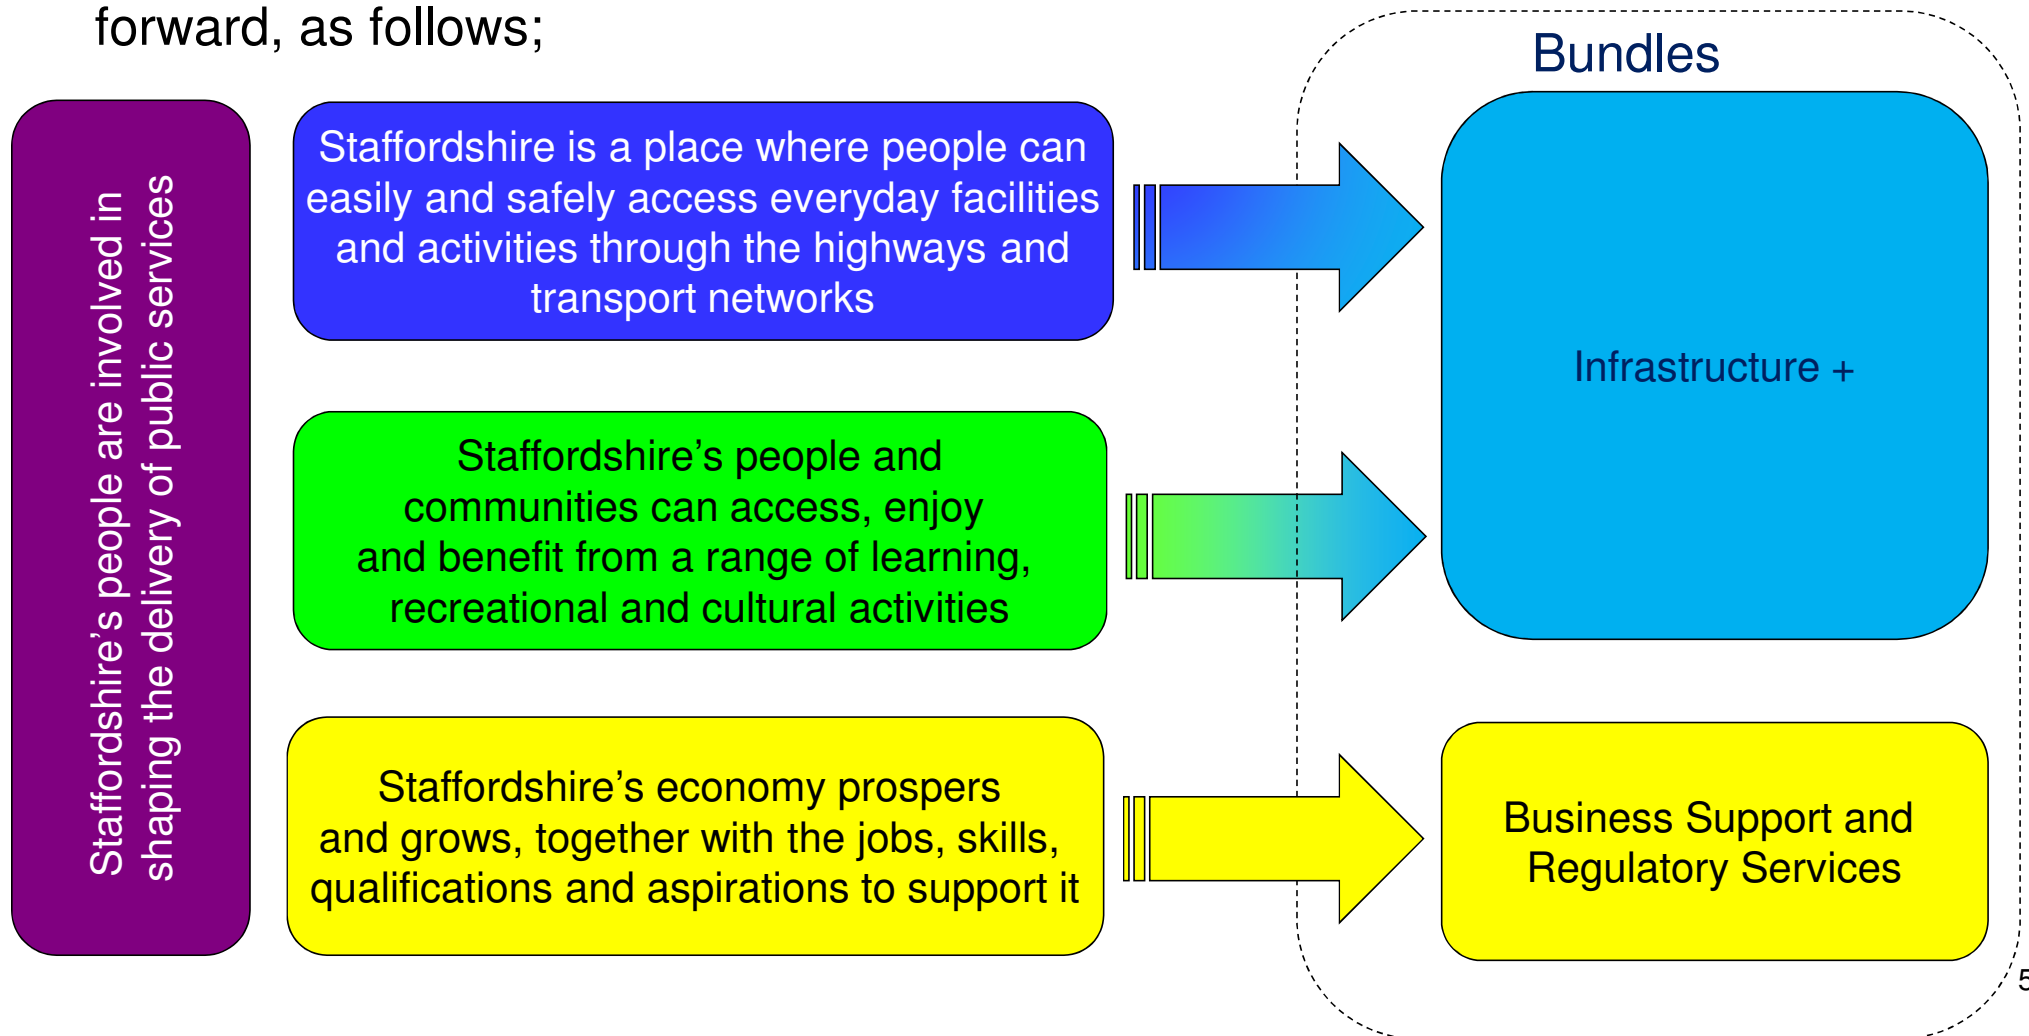 forward, as follows;
Bundles
Staffordshire's people are involved in
shaping the delivery of public services
Staffordshire is a place where people can
easily and safely access everyday facilities
and activities through the highways and
transport networks
Infrastructure +
Staffordshire’s people and
communities can access, enjoy
and benefit from a range of learning,
recreational and cultural activities
Staffordshire’s economy prospers
and grows, together with the jobs, skills,
qualifications and aspirations to support it
Business Support and
Regulatory Services
5